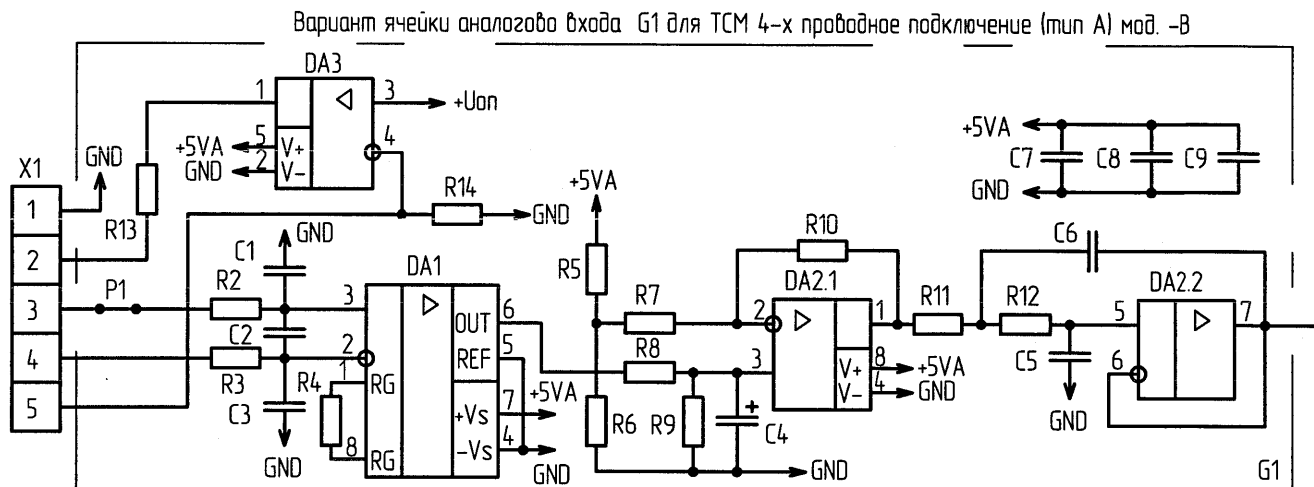 Вариант ячейки аналогова входа G1 для ТСМ 4-х проводное подключение (тип А) мод. -В
DA3
1
3
+Uоп
4
+5VA
5
V+
GND
2
V-
X1
GND
1
R13
R14
GND
2
GND
C1
3
P1
R2
DA1
3
OUT
6
C2
REF
5
4
R3
2
1
RG
R4
C3
+Vs
7
+5VA
5
8
RG
-Vs
4
GND
GND
+5VA
R5
R7
R10
DA2.1
2
1
R8
3
V+
8
+5VA
V-
4
GND
R6
R9
+
C4
GND
+5VA
C7
C8
C9
GND
C6
R11
R12
DA2.2
5
7
C5
6
GND
G1